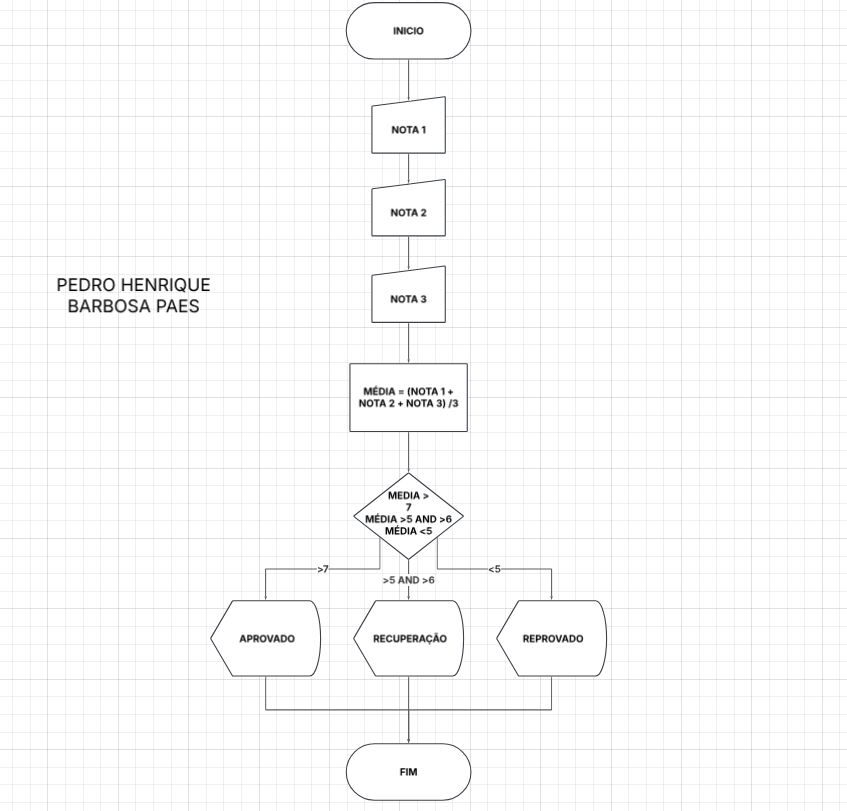 INICIO
NOTA 1
NOTA 2
PEDRO HENRIQUE
BARBOSA PAES
NOTA 3
MÉDIA = (NOTA 1 +
NOTA 2 + NOTA 3) /3
MEDIA >
7
MÉDIA >5 AND >6
MÉDIA <5
>7
>5 AND >6
<5
APROVADO
RECUPERAÇÃO
REPROVADO
FIM